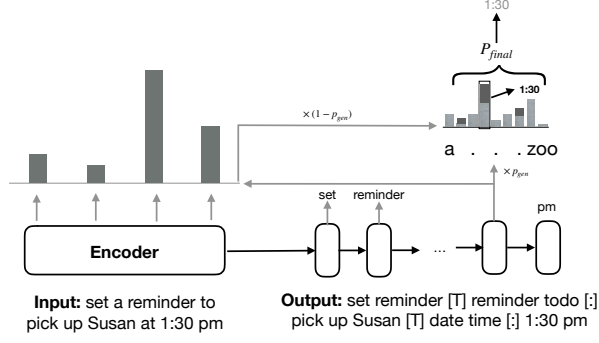 1:30
P_final
1:30
×(1 − p_gen)
a . . . zoo
× p_gen
set reminder
pm
Encoder
...
Input: set a reminder to
pick up Susan at 1:30 pm
Output: set reminder [T] reminder todo [:]
pick up Susan [T] date time [:] 1:30 pm